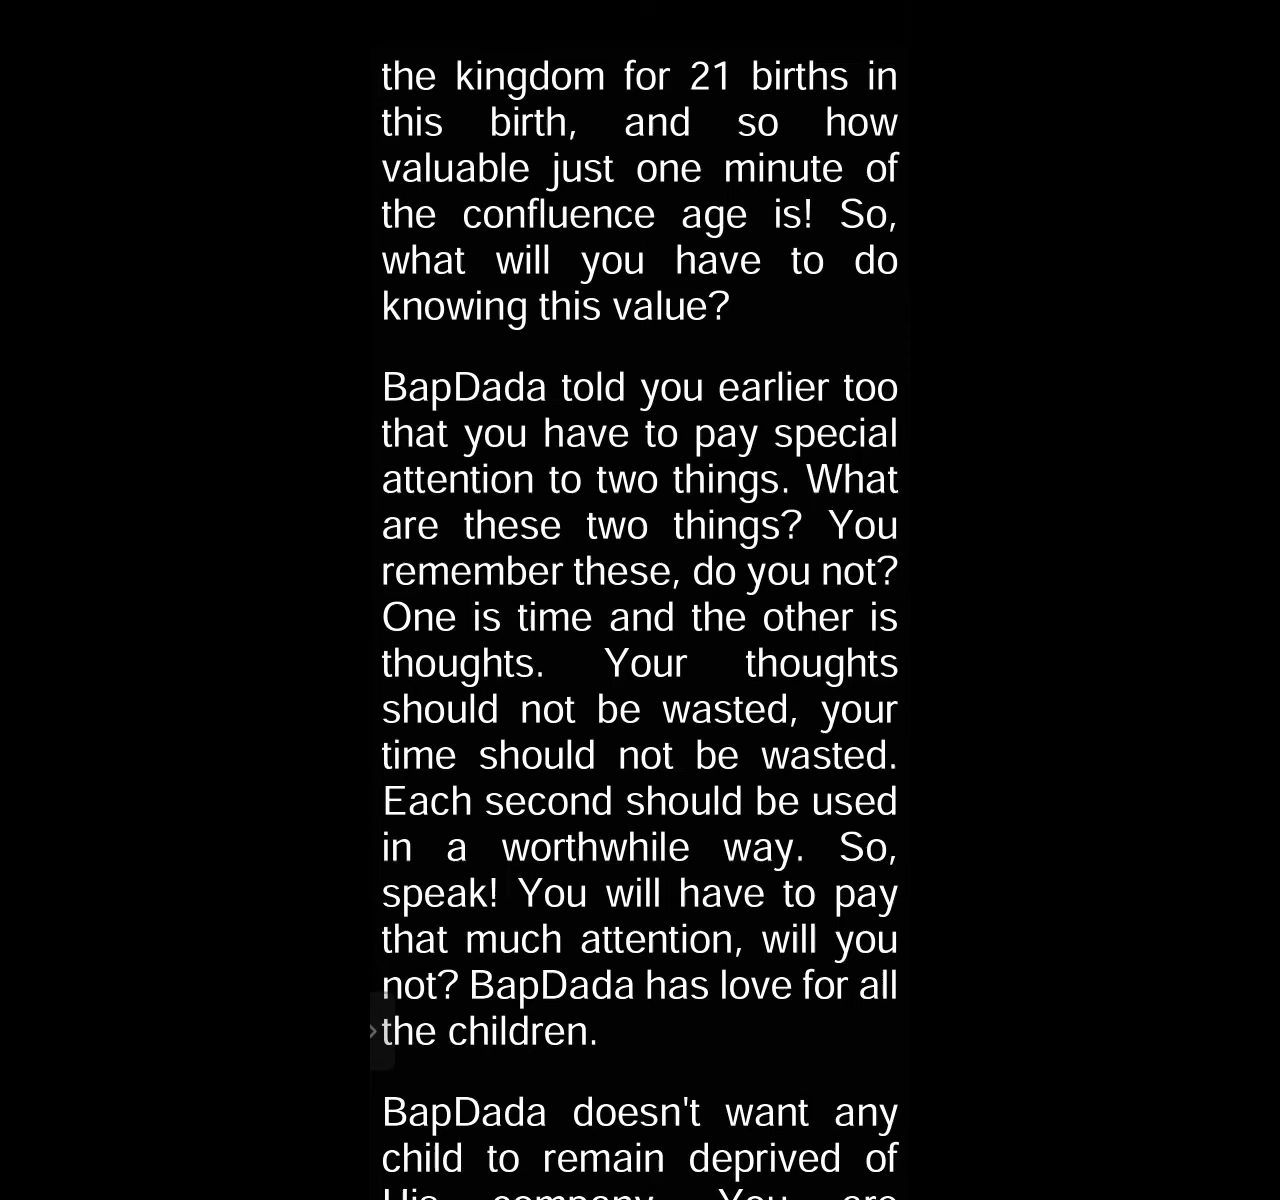 the kingdom for 21 births in
this birth, and so how
valuable just one minute of
the confluence age is! So,
what will you have to do
knowing this value?
BapDada told you earlier too
that you have to pay special
attention to two things. What
are these two things? You
remember these, do you not?
One is time and the other is
thoughts. Your thoughts
should not be wasted, your
time should not be wasted.
Each second should be used
in a worthwhile way. So,
speak! You will have to pay
that much attention, will you
not? BapDada has love for all
the children.
BapDada doesn't want any
child to remain deprived of
His company. You are